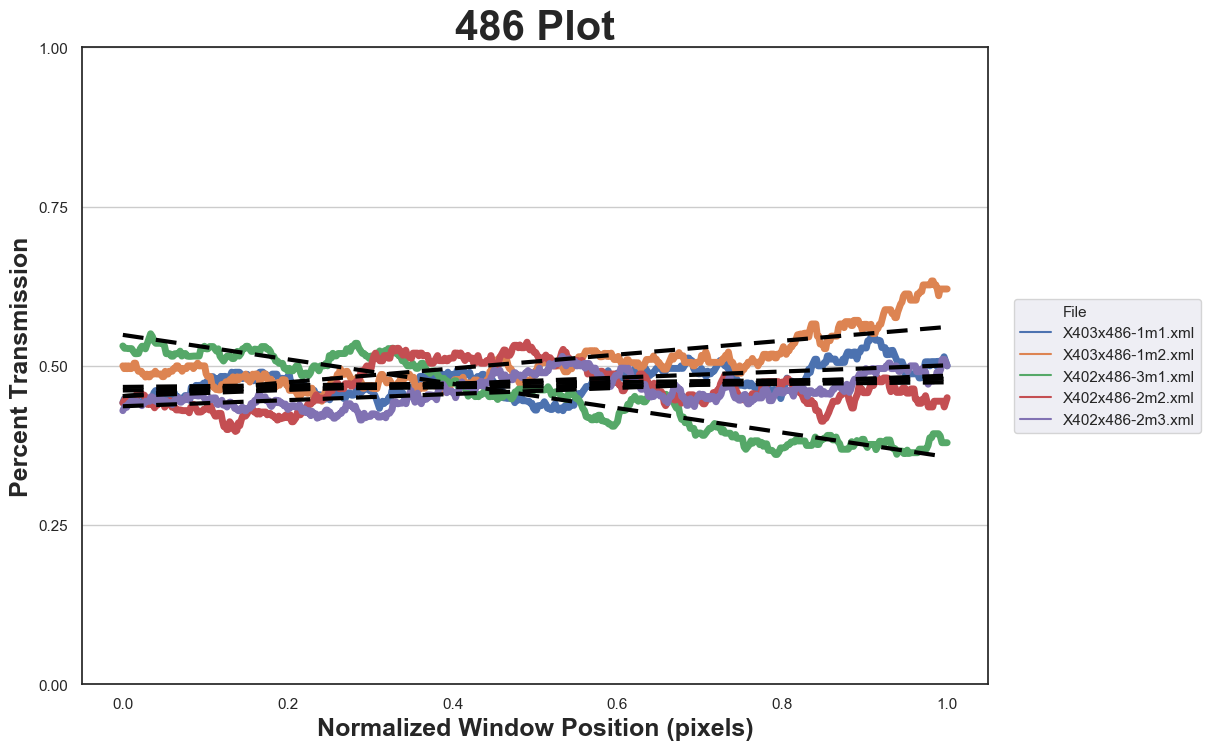 486 Plot
Percent Transmission
1.00
0.75
0.50
0.25
0.00
0.0 0.2 0.4 0.6 0.8 1.0
Normalized Window Position (pixels)
File
X403x486-1m1.xml
X403x486-1m2.xml
X402x486-3m1.xml
X402x486-2m2.xml
X402x486-2m3.xml